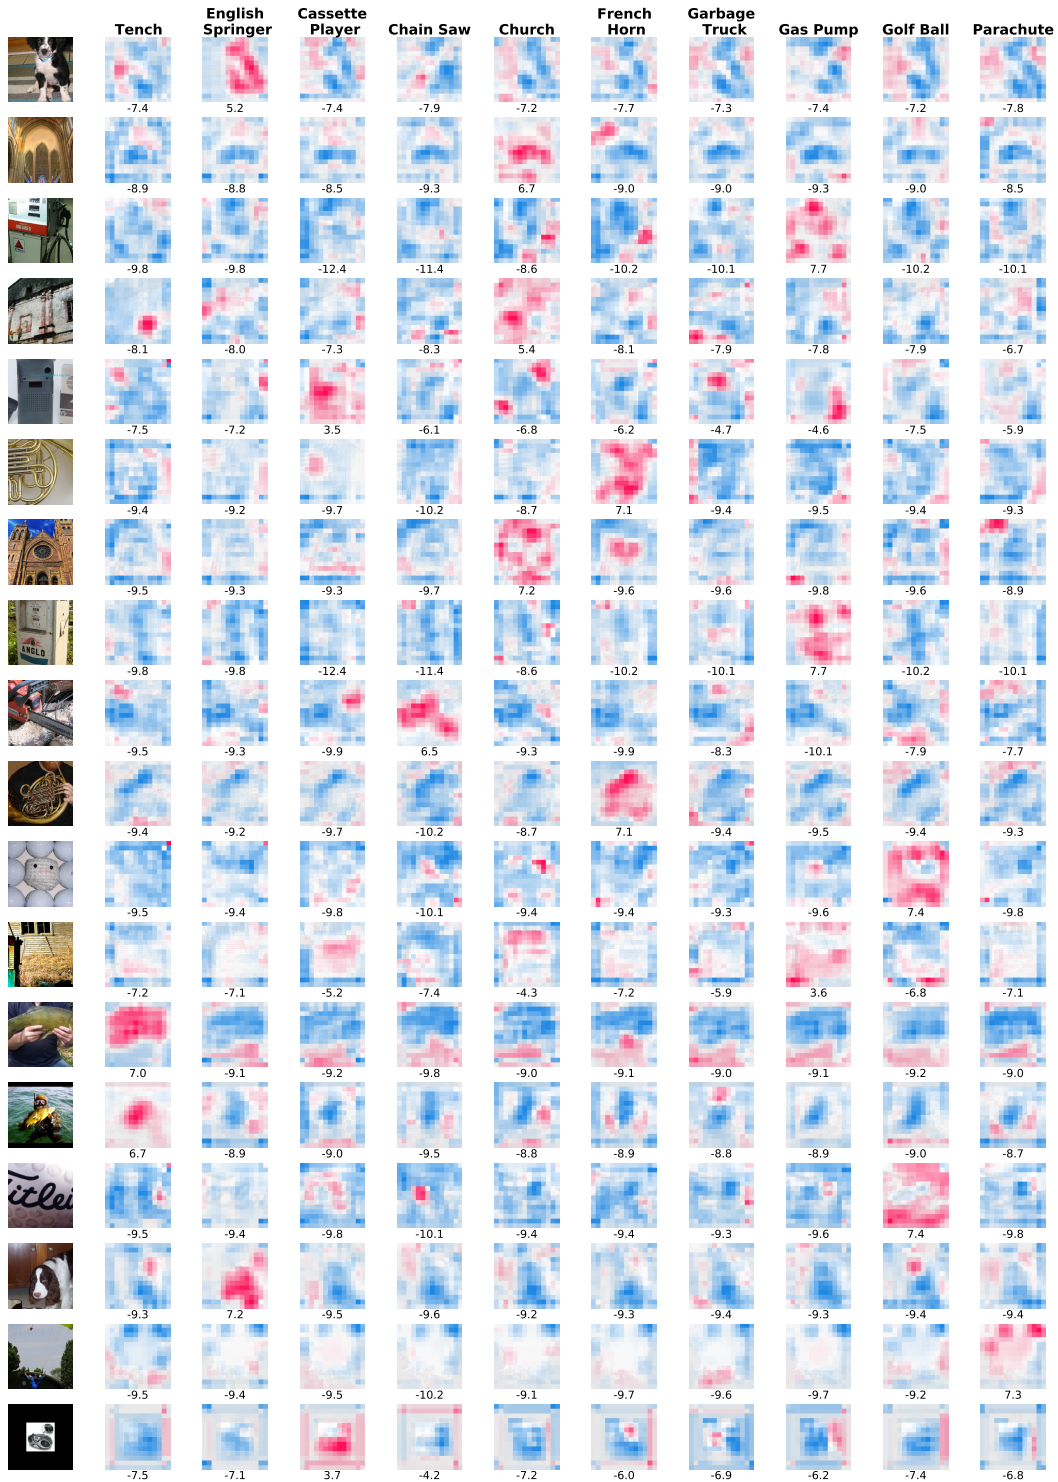 Tench English Springer Cassette Player Chain Saw Church French Horn Garbage Truck Gas Pump Golf Ball Parachute
-7.4 5.2 -7.4 -7.9 -7.2 -7.7 -7.3 -7.4 -7.2 -7.8
-8.9 -8.8 -8.5 -9.3 6.7 -9.0 -9.0 -9.3 -9.0 -8.5
-9.8 -9.8 -12.4 -11.4 -8.6 -10.2 -10.1 7.7 -10.2 -10.1
-8.1 -8.0 -7.3 -8.3 5.4 -8.1 -7.9 -7.8 -7.9 -6.7
-7.5 -7.2 3.5 -6.1 -6.8 -6.2 -4.7 -4.6 -7.5 -5.9
-9.4 -9.2 -9.7 -10.2 -8.7 7.1 -9.4 -9.5 -9.4 -9.3
-9.5 -9.3 -9.3 -9.7 7.2 -9.6 -9.6 -9.8 -9.6 -8.9
ANGLO
-9.8 -9.8 -12.4 -11.4 -8.6 -10.2 -10.1 7.7 -10.2 -10.1
-9.5 -9.3 -9.9 6.5 -9.3 -9.9 -8.3 -10.1 -7.9 -7.7
-9.4 -9.2 -9.7 -10.2 -8.7 7.1 -9.4 -9.5 -9.4 -9.3
-9.5 -9.4 -9.8 -10.1 -9.4 -9.4 -9.3 -9.6 7.4 -9.8
-7.2 -7.1 -5.2 -7.4 -4.3 -7.2 -5.9 3.6 -6.8 -7.1
7.0 -9.1 -9.2 -9.8 -9.0 -9.1 -9.0 -9.1 -9.2 -9.0
6.7 -8.9 -9.0 -9.5 -8.8 -8.9 -8.8 -8.9 -9.0 -8.7
Titlei
-9.5 -9.4 -9.8 -10.1 -9.4 -9.4 -9.3 -9.6 7.4 -9.8
-9.3 7.2 -9.5 -9.6 -9.2 -9.3 -9.4 -9.3 -9.4 -9.4
-9.5 -9.4 -9.5 -10.2 -9.1 -9.7 -9.6 -9.7 -9.2 7.3
-7.5 -7.1 3.7 -4.2 -7.2 -6.0 -6.9 -6.2 -7.4 -6.8